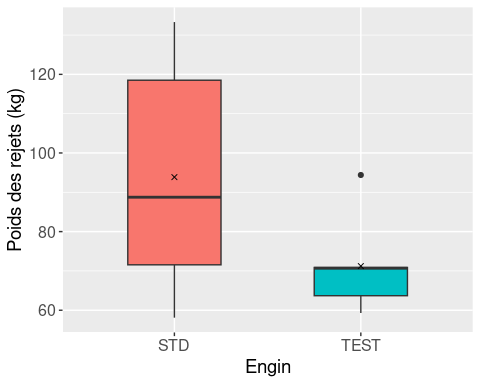 Poids des rejets (kg)
120
100
80
60
STD
TEST
Engin